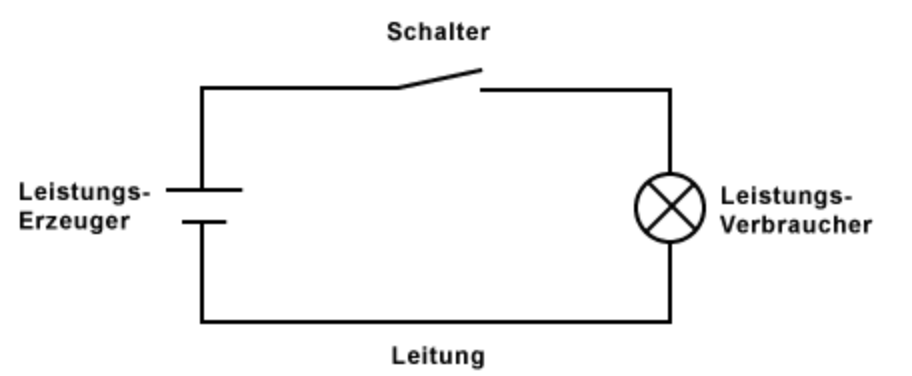 Schalter
Leistungs-
Erzeuger
Leistungs-
Verbraucher
Leitung